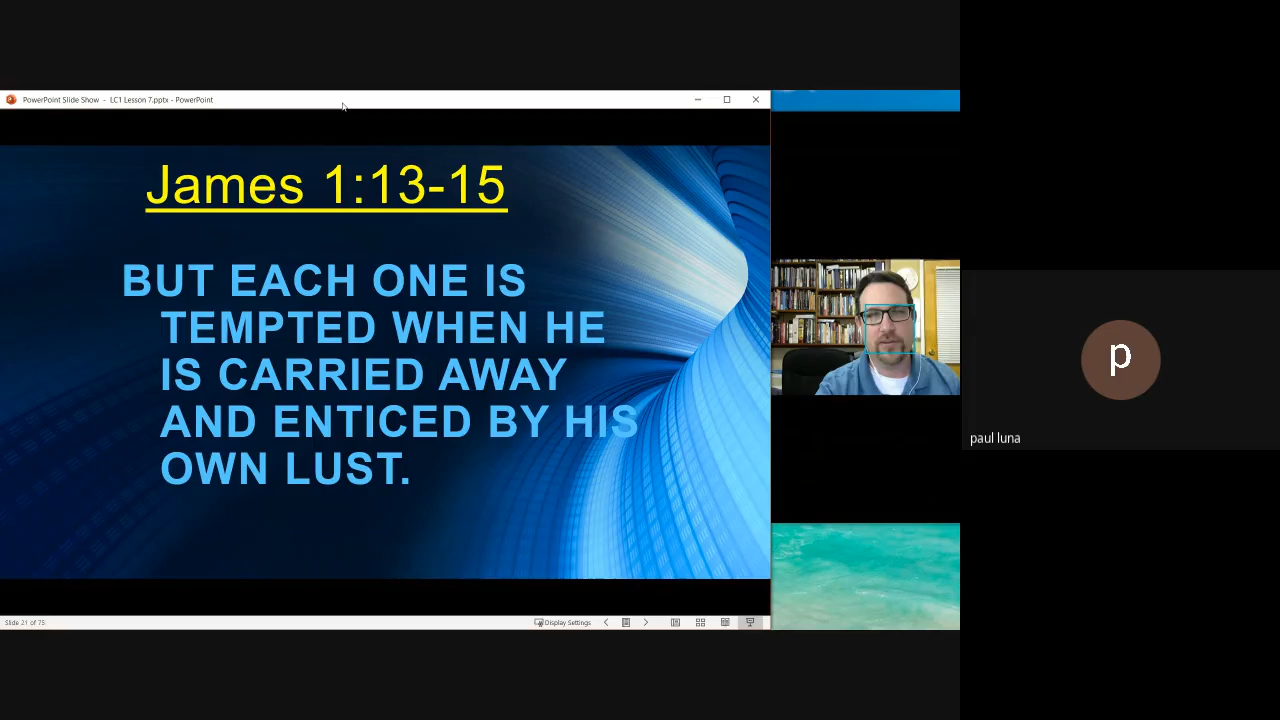 PowerPoint Slide Show - LC1 Lesson 7.pptx - PowerPoint
James 1:13-15
BUT EACH ONE IS
TEMPTED WHEN HE
IS CARRIED AWAY
AND ENTICED BY HIS
OWN LUST.
p
paul luna
Slide 21 of 75
Display Settings